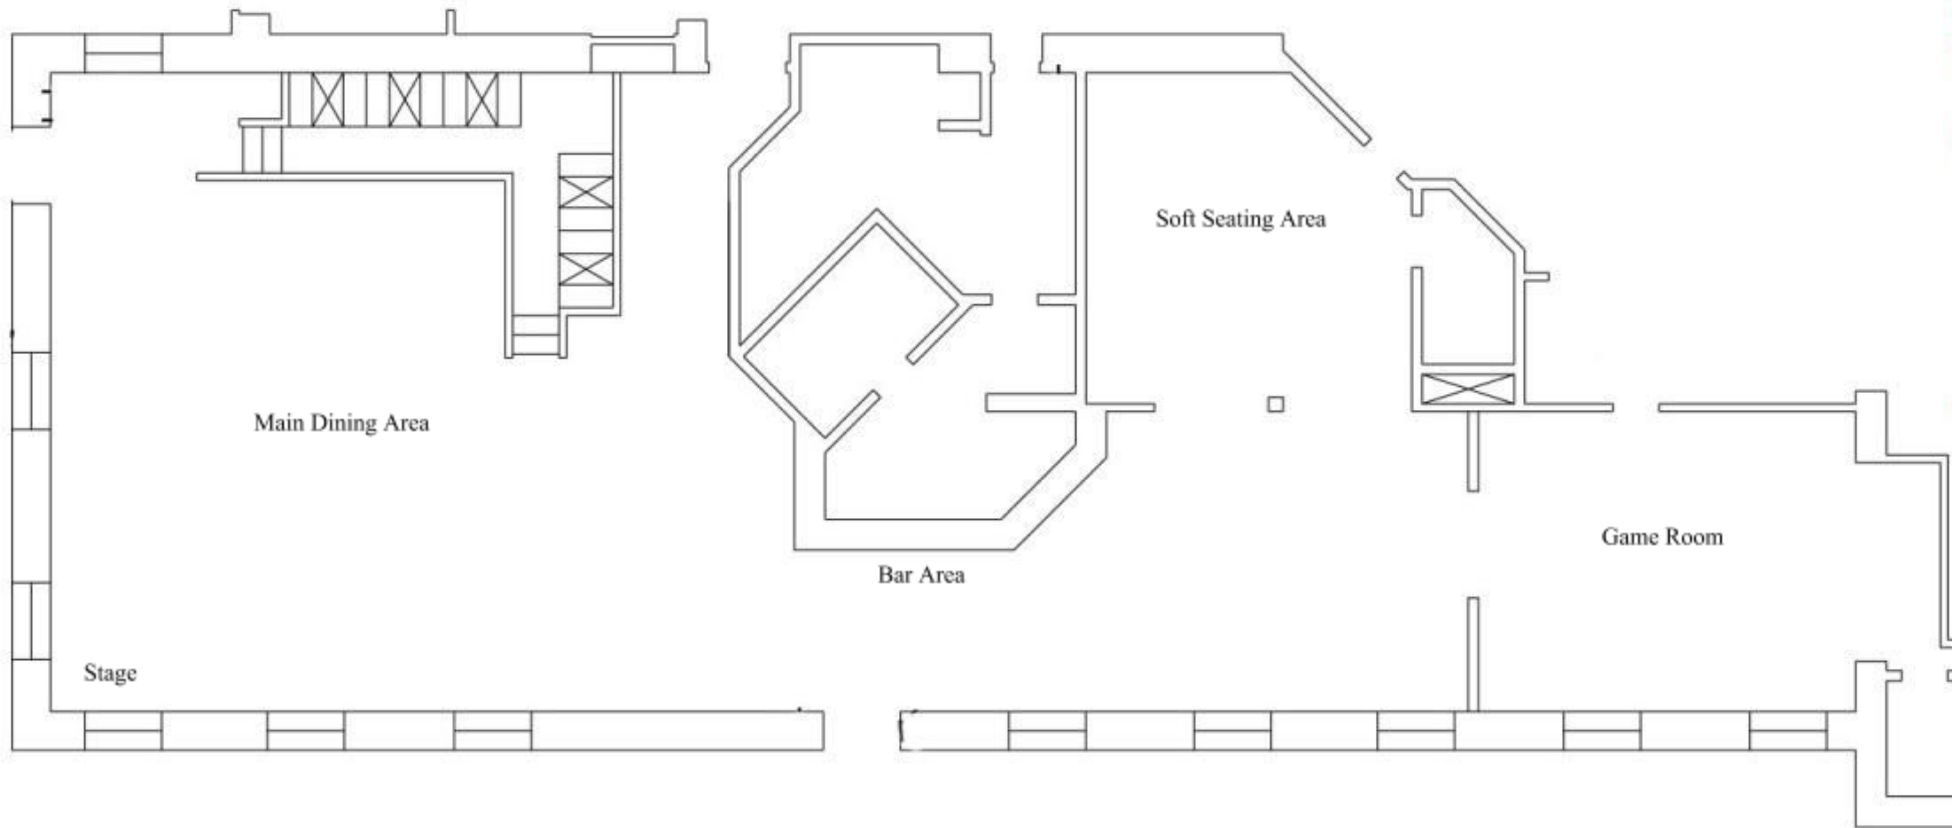 Soft Seating Area
Main Dining Area
Game Room
Bar Area
Stage